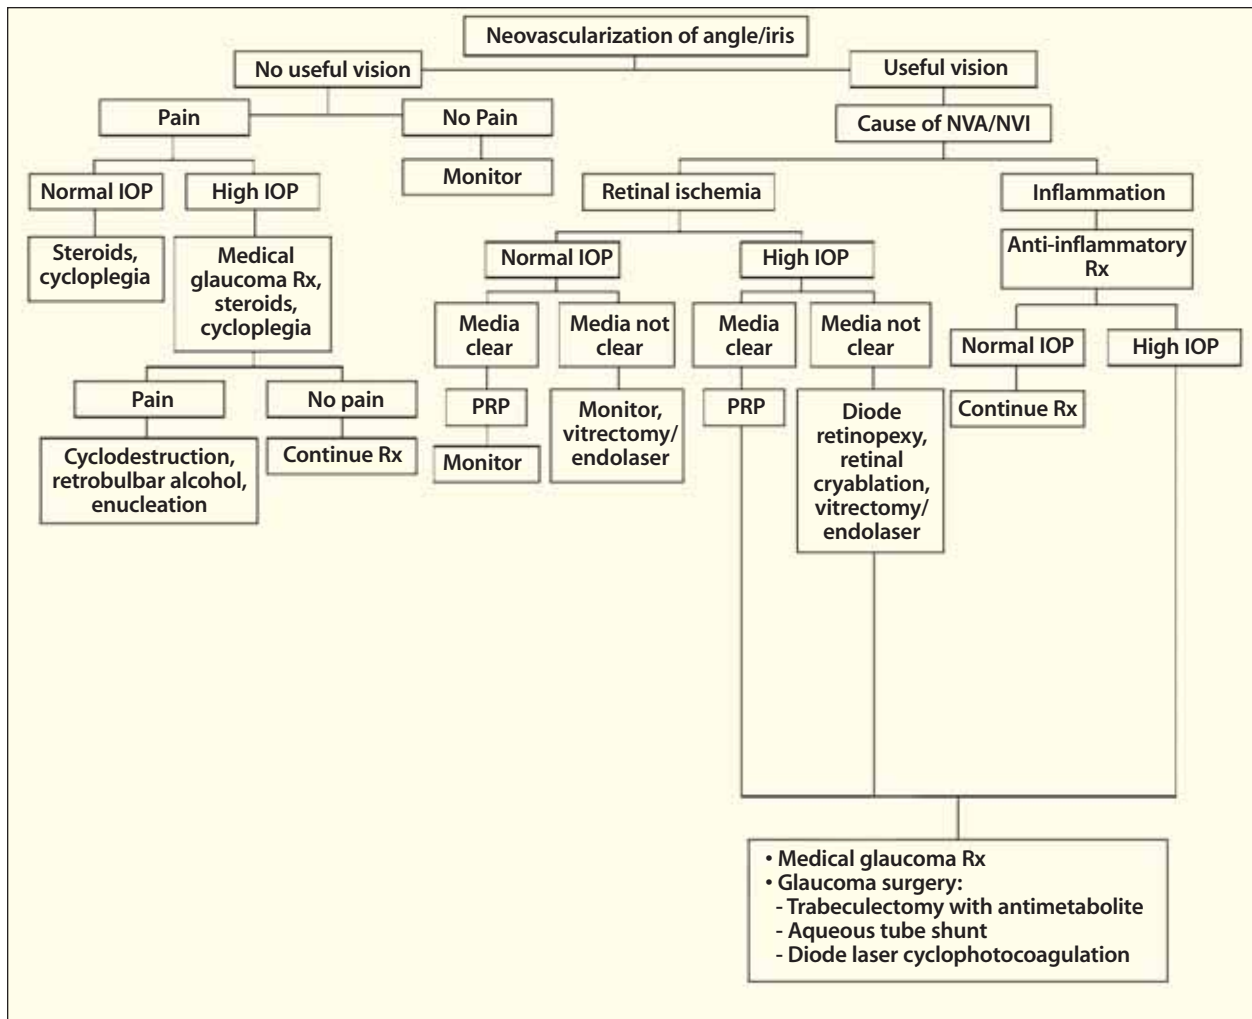 Neovascularization of angle/iris
No useful vision
Useful vision
Pain
No Pain
Cause of NVA/NVI
Monitor
Normal IOP
High IOP
Retinal ischemia
Inflammation
Steroids,
cycloplegia
Medical
glaucoma Rx,
steroids,
cycloplegia
Normal IOP
High IOP
Anti-inflammatory
Rx
Media
clear
Media not
clear
Media
clear
Media not
clear
Normal IOP
High IOP
Pain
No pain
PRP
Monitor,
vitrectomy/
endolaser
PRP
Diode
retinopexy,
retinal
cryablation,
vitrectomy/
endolaser
Continue Rx
Cyclodestruction,
retrobulbar alcohol,
enucleation
Continue Rx
Monitor
• Medical glaucoma Rx
• Glaucoma surgery:
- Trabeculectomy with antimetabolite
- Aqueous tube shunt
- Diode laser cyclophotocoagulation